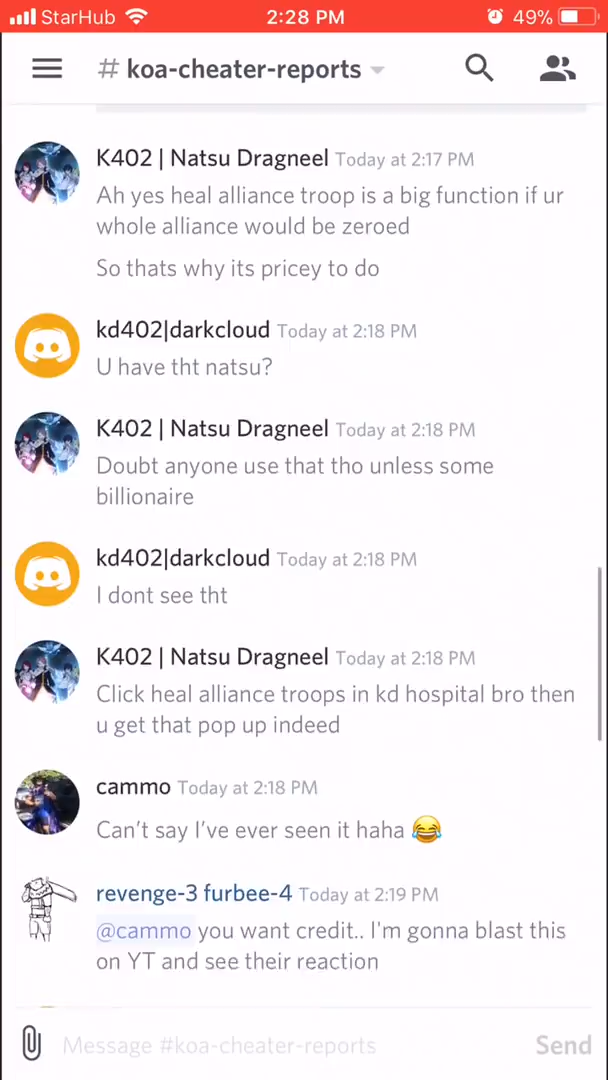 StarHub 2:28 PM 49%
# koa-cheater-reports
K402 | Natsu Dragneel Today at 2:17 PM
Ah yes heal alliance troop is a big function if ur
whole alliance would be zeroed
So thats why its pricey to do
kd402|darkcloud Today at 2:18 PM
U have tht natsu?
K402 | Natsu Dragneel Today at 2:18 PM
Doubt anyone use that tho unless some
billionaire
kd402|darkcloud Today at 2:18 PM
I dont see tht
K402 | Natsu Dragneel Today at 2:18 PM
Click heal alliance troops in kd hospital bro then
u get that pop up indeed
cammo Today at 2:18 PM
Can't say I've ever seen it haha 😂
revenge-3 furbee-4 Today at 2:19 PM
@cammo you want credit.. I'm gonna blast this
on YT and see their reaction
Message #koa-cheater-reports Send